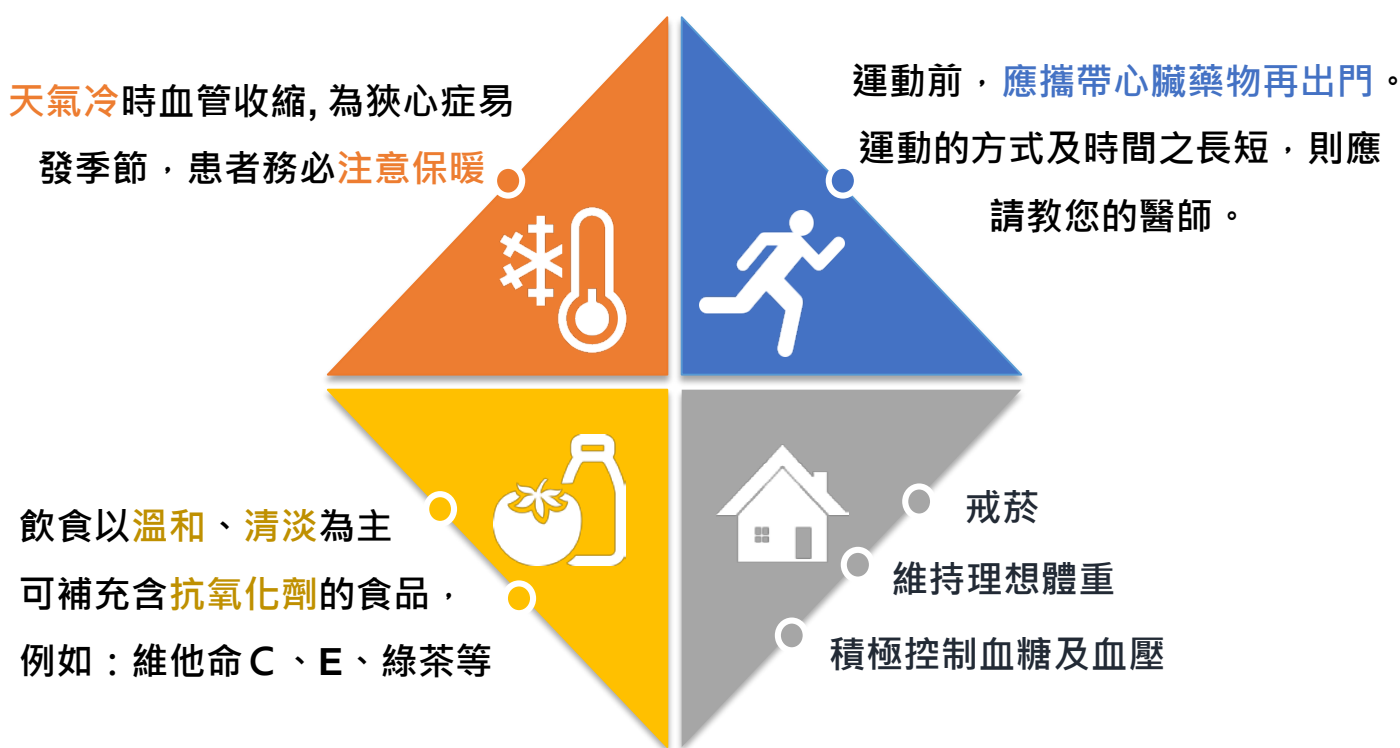 天氣冷時血管收縮, 為狹心症易
發季節，患者務必注意保暖
運動前，應攜帶心臟藥物再出門。
運動的方式及時間之長短，則應
請教您的醫師。
飲食以溫和、清淡為主
可補充含抗氧化劑的食品，
例如：維他命Ｃ、E、綠茶等
戒菸
維持理想體重
積極控制血糖及血壓